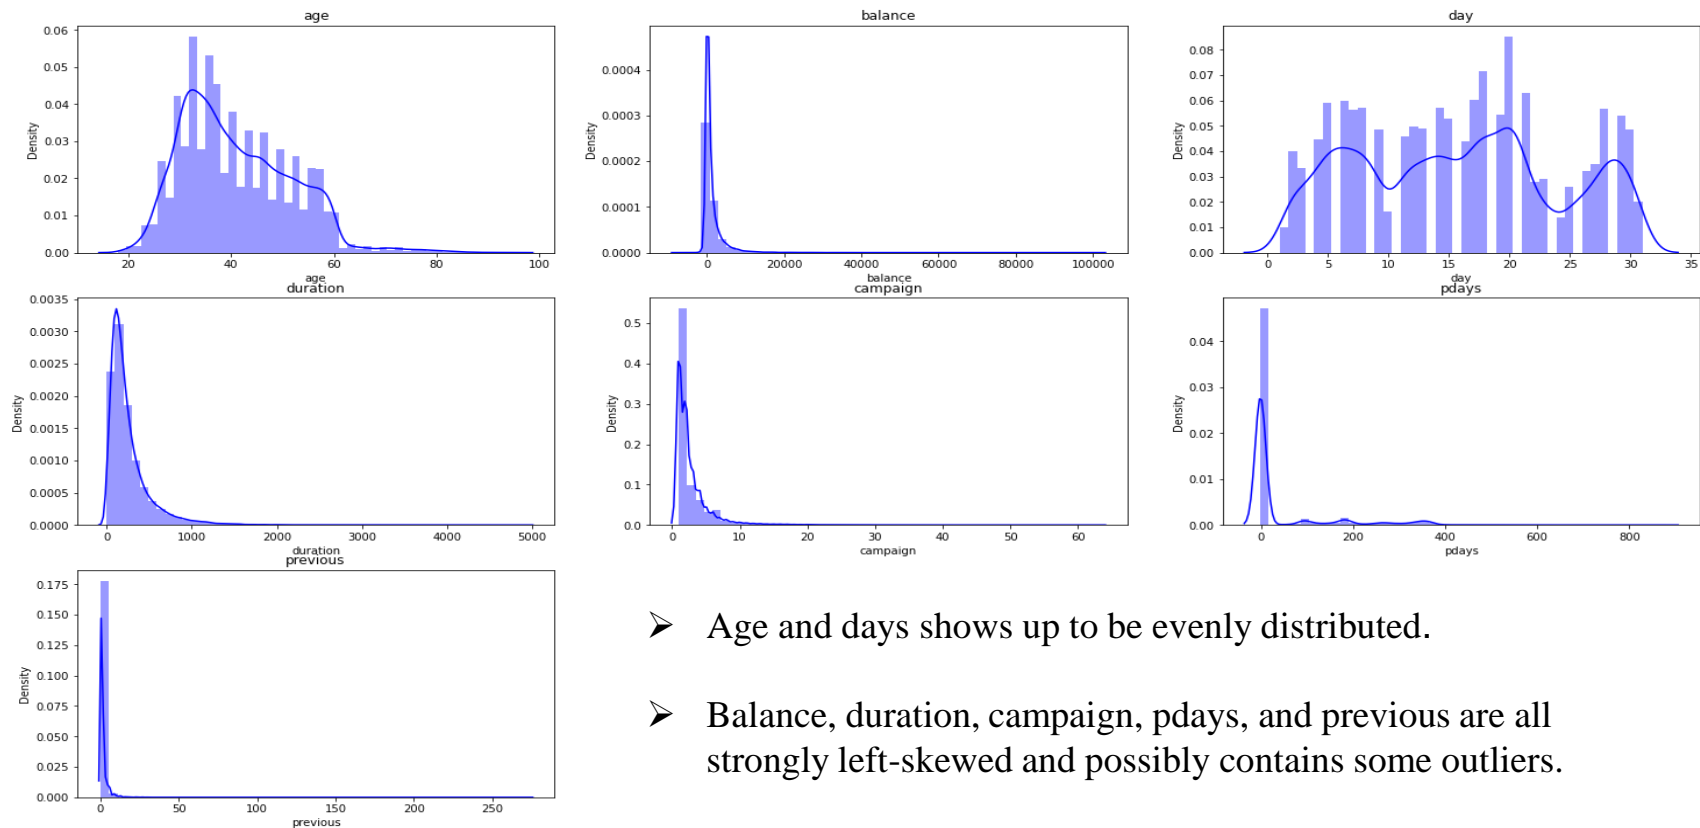 age
0.06
0.05
0.04
0.03
0.02
0.01
0.00
Density
20 40 60 80 100
age
balance
0.0004
0.0003
0.0002
0.0001
0.0000
Density
0 20000 40000 60000 80000 100000
balance
day
0.08
0.07
0.06
0.05
0.04
0.03
0.02
0.01
0.00
Density
0 5 10 15 20 25 30 35
day
duration
0.0035
0.0030
0.0025
0.0020
0.0015
0.0010
0.0005
0.0000
Density
0 1000 2000 3000 4000 5000
duration
campaign
0.5
0.4
0.3
0.2
0.1
0.0
Density
0 10 20 30 40 50 60
campaign
pdays
0.04
0.03
0.02
0.01
0.00
Density
0 200 400 600 800
pdays
previous
0.175
0.150
0.125
0.100
0.075
0.050
0.025
0.000
Density
0 50 100 150 200 250
previous
➢ Age and days shows up to be evenly distributed.
➢ Balance, duration, campaign, pdays, and previous are all
strongly left-skewed and possibly contains some outliers.